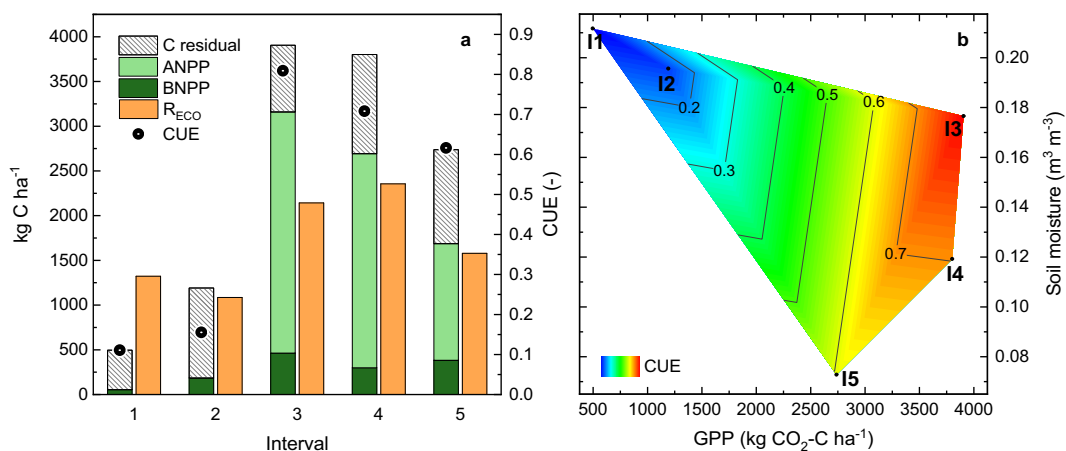 a
C residual
ANPP
BNPP
R_ECO
CUE
kg C ha⁻¹
4000
3500
3000
2500
2000
1500
1000
500
0
0.9
0.8
0.7
0.6
0.5
0.4
0.3
0.2
0.1
0.0
CUE (-)
1 2 3 4 5
Interval
b
I1
I2
I3
I4
I5
0.2
0.3
0.4
0.5
0.6
0.7
CUE
0.20
0.18
0.16
0.14
0.12
0.10
0.08
Soil moisture (m³ m⁻³)
500 1000 1500 2000 2500 3000 3500 4000
GPP (kg CO₂-C ha⁻¹)